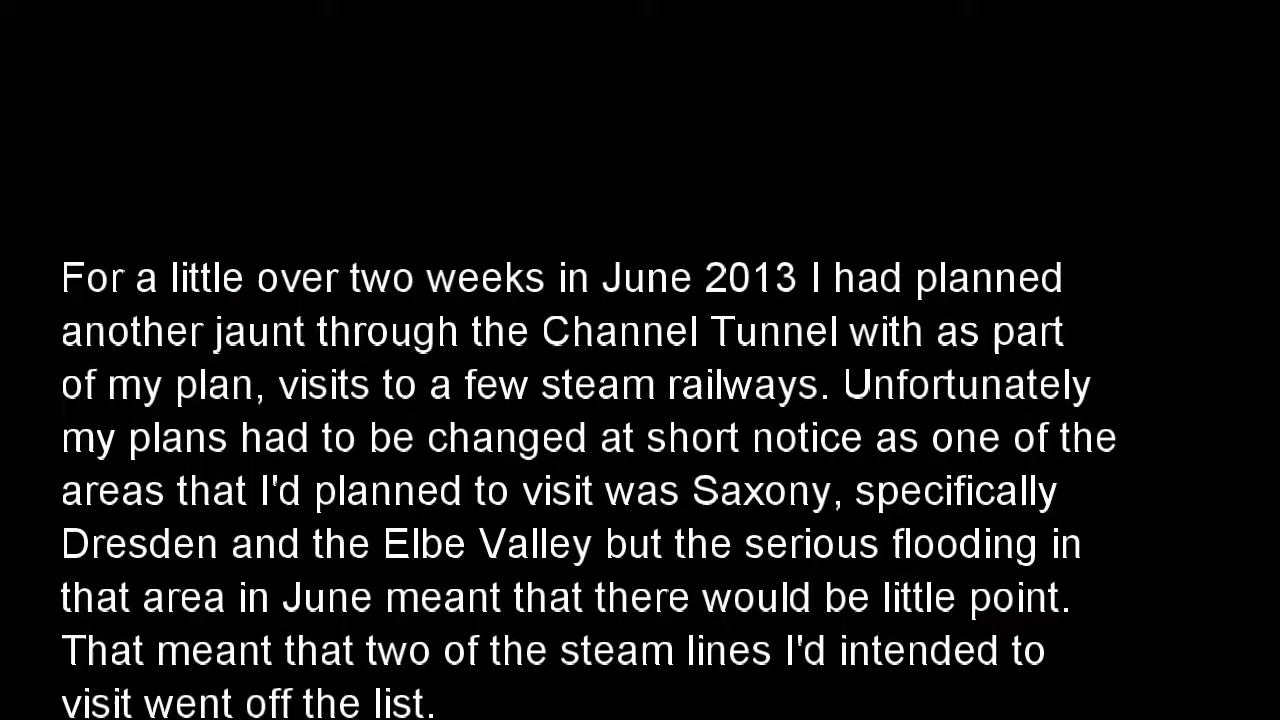 For a little over two weeks in June 2013 I had planned
another jaunt through the Channel Tunnel with as part
of my plan, visits to a few steam railways. Unfortunately
my plans had to be changed at short notice as one of the
areas that I'd planned to visit was Saxony, specifically
Dresden and the Elbe Valley but the serious flooding in
that area in June meant that there would be little point.
That meant that two of the steam lines I'd intended to
visit went off the list.